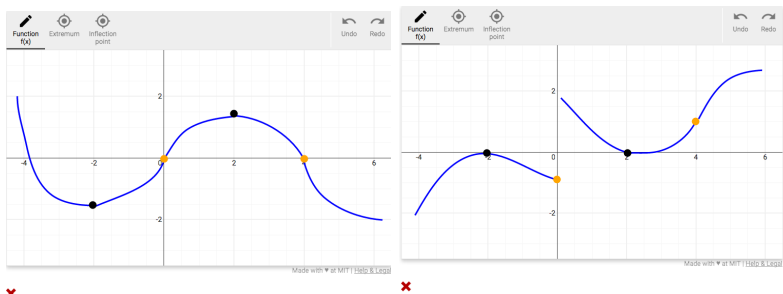 Function
f(x)
Extremum
Inflection
point
Undo
Redo
2
-4
-2
0
2
4
6
-2
Made with ♥ at MIT | Help & Legal
Function
f(x)
Extremum
Inflection
point
Undo
Redo
2
-4
-2
0
2
4
6
-2
Made with ♥ at MIT | Help & Legal